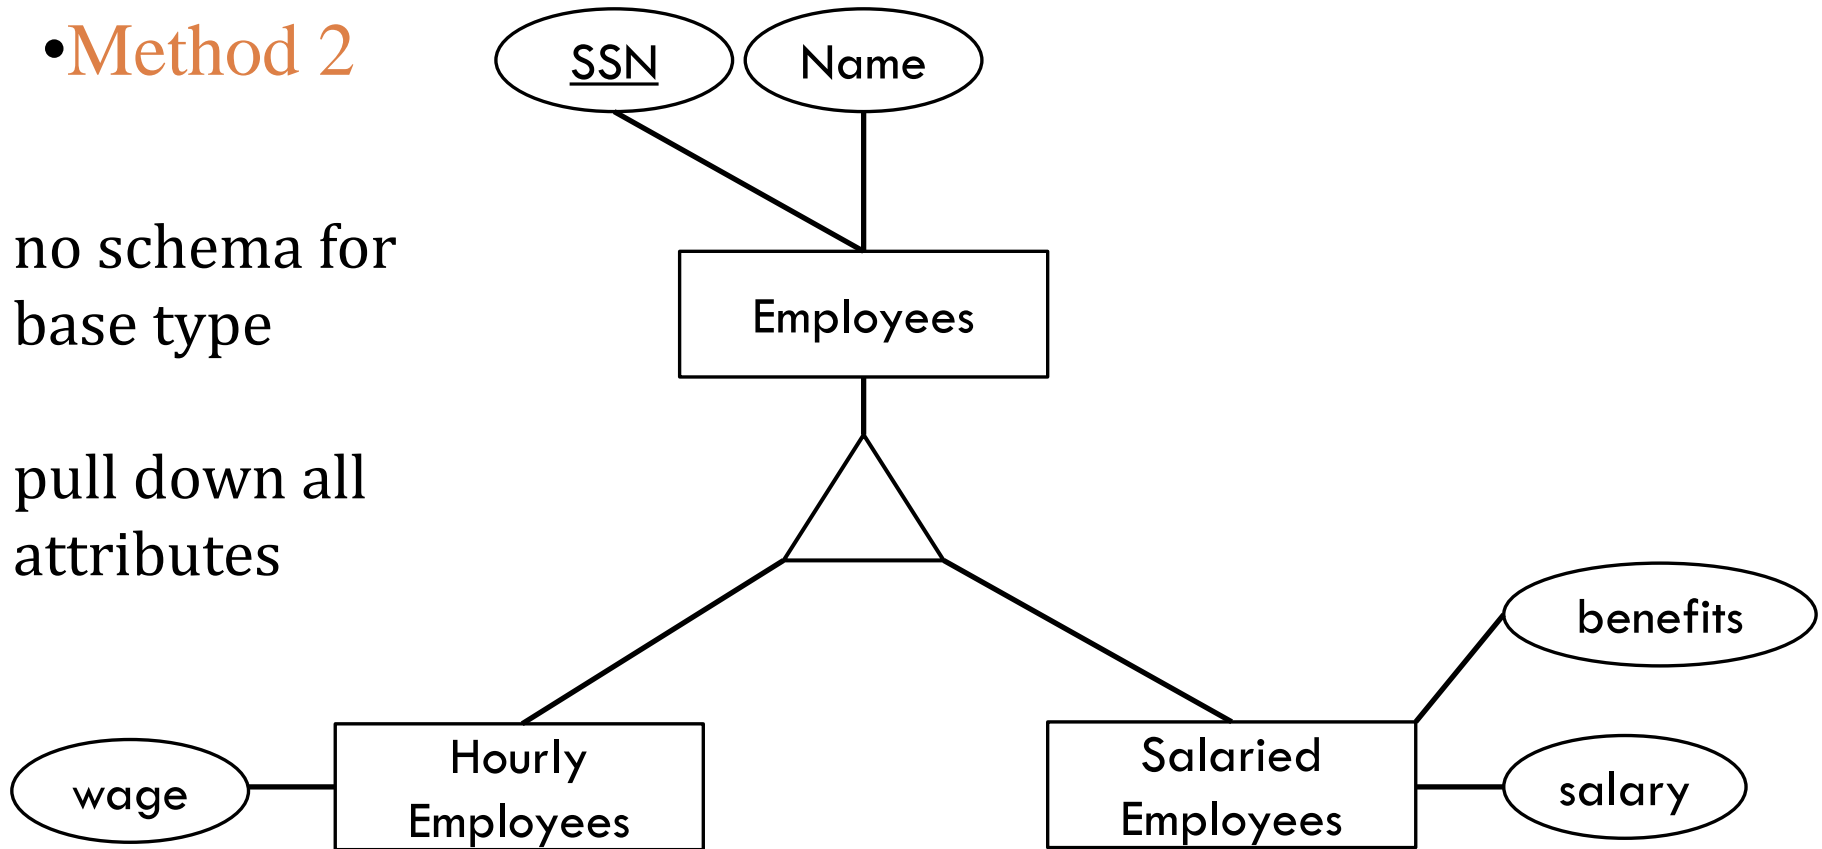 •Method 2
SSN
Name
no schema for
base type
Employees
pull down all
attributes
benefits
Hourly
Employees
Salaried
Employees
wage
salary